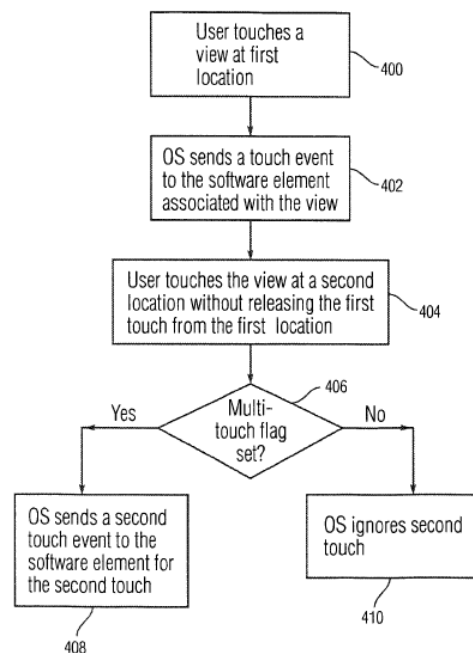 User touches a
view at first
location
400
OS sends a touch event
to the software element
associated with the view
402
User touches the view at a second
location without releasing the first
touch from the first location
404
406
Multi-
touch flag
set?
Yes
No
OS sends a second
touch event to the
software element for
the second touch
408
OS ignores second
touch
410